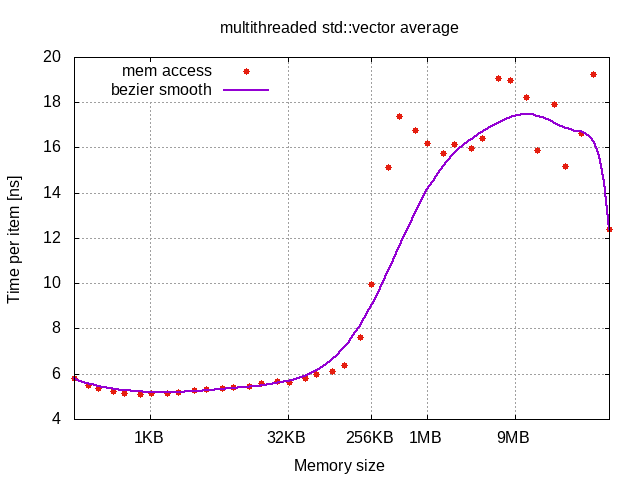 multithreaded std::vector average
mem access
bezier smooth
20
18
16
14
12
10
8
6
4
Time per item [ns]
1KB 32KB 256KB 1MB 9MB
Memory size